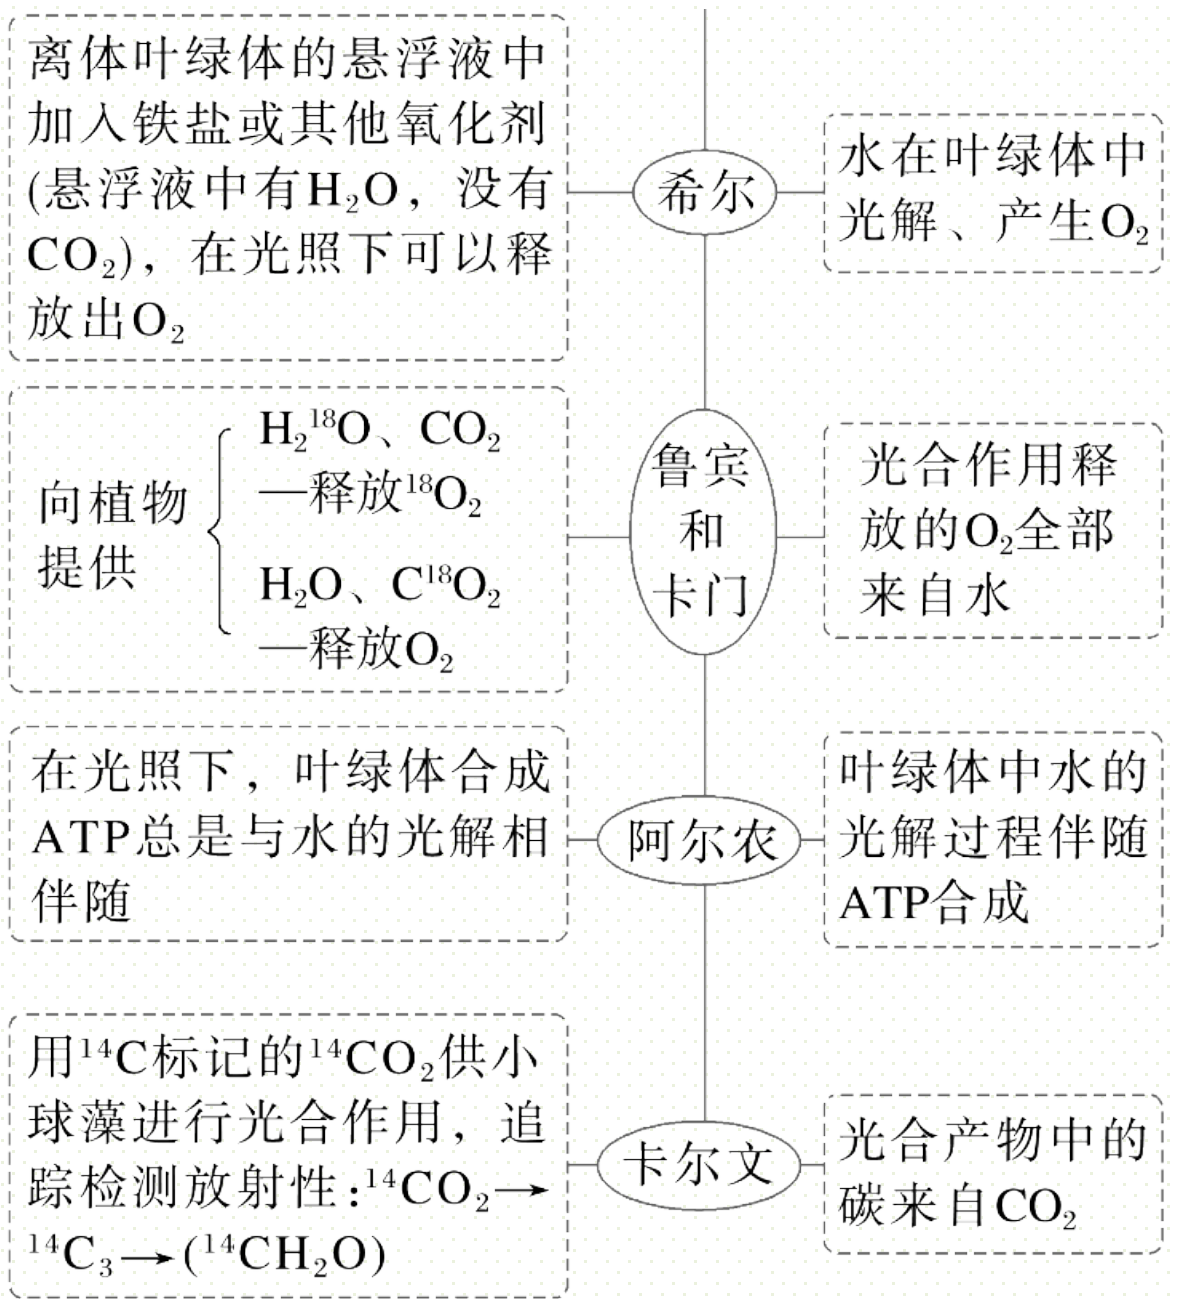 离体叶绿体的悬浮液中
加入铁盐或其他氧化剂
(悬浮液中有H₂O，没有
CO₂)，在光照下可以释
放出O₂
希尔
水在叶绿体中
光解、产生O₂
向植物
提供
H₂¹⁸O、CO₂
—释放¹⁸O₂
H₂O、C¹⁸O₂
—释放O₂
鲁宾
和
卡门
光合作用释
放的O₂全部
来自水
在光照下，叶绿体合成
ATP总是与水的光解相
伴随
阿尔农
叶绿体中水的
光解过程伴随
ATP合成
用¹⁴C标记的¹⁴CO₂供小
球藻进行光合作用，追
踪检测放射性:¹⁴CO₂→
¹⁴C₃→(¹⁴CH₂O)
卡尔文
光合产物中的
碳来自CO₂